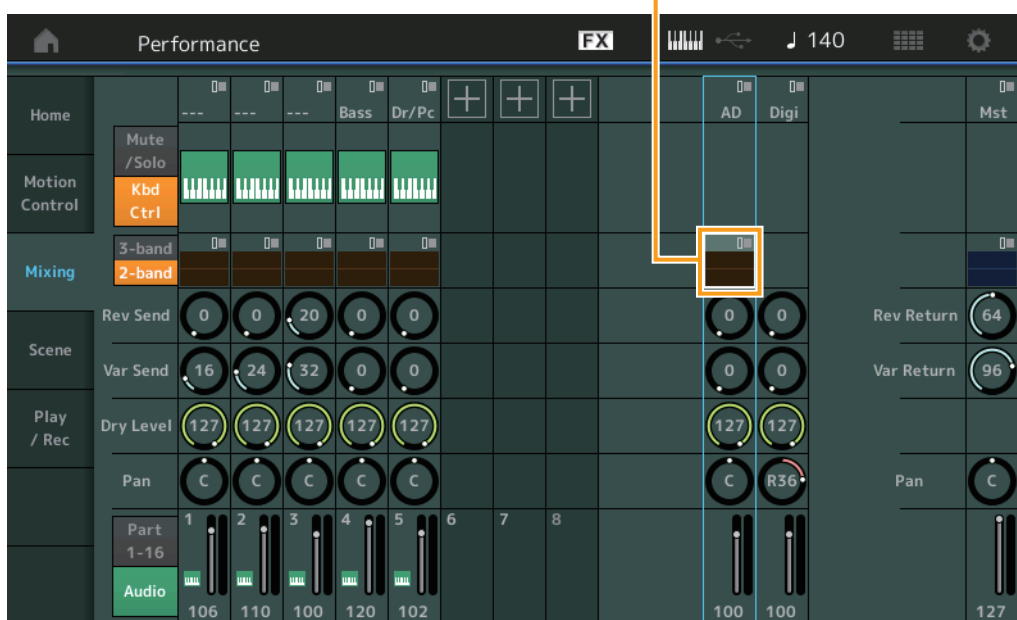 Performance FX 140
Home
--- --- --- Bass Dr/Pc AD Digi Mst
Mute
/Solo
Motion
Control
Kbd
Ctrl
3-band
2-band
Mixing
Rev Send 0 0 20 0 0 0 0 Rev Return 64
Scene
Var Send 16 24 32 0 0 0 0 Var Return 96
Play
/ Rec
Dry Level 127 127 127 127 127 127 127
Pan C C C C C C R36 Pan C
1 2 3 4 5 6 7 8
Part
1-16
Audio
106 110 100 120 102 100 100 127